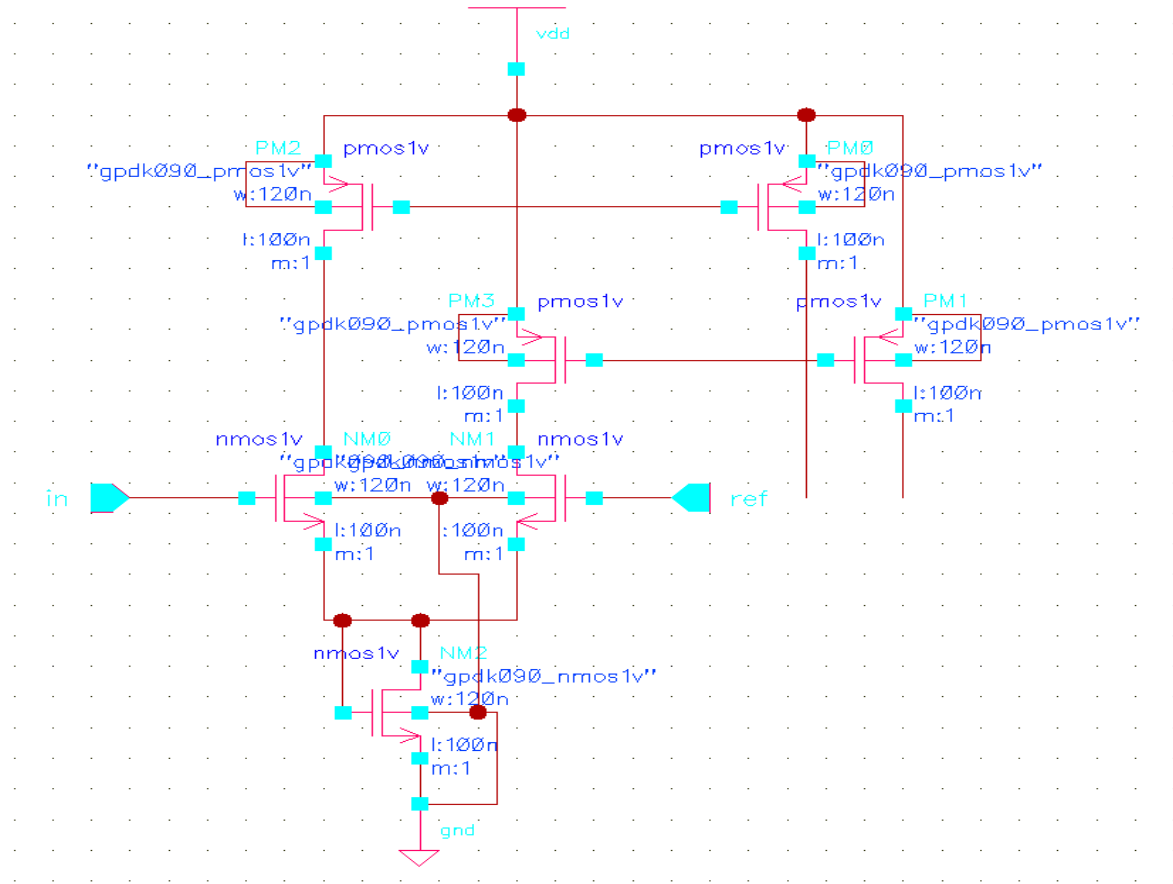 vdd
PM2 pmos1v
"gpdk090_pmos1v"
w:120n
l:100n
m:1
pmos1v PM0
"gpdk090_pmos1v"
w:120n
l:100n
m:1
PM3 pmos1v
"gpdk090_pmos1v"
w:120n
l:100n
m:1
pmos1v PM1
"gpdk090_pmos1v"
w:120n
l:100n
m:1
nmos1v NM0
w:120n
l:100n
m:1
NM1 nmos1v
w:120n
:100n
m:1
in
ref
nmos1v NM2
"gpdk090_nmos1v"
w:120n
l:100n
m:1
gnd